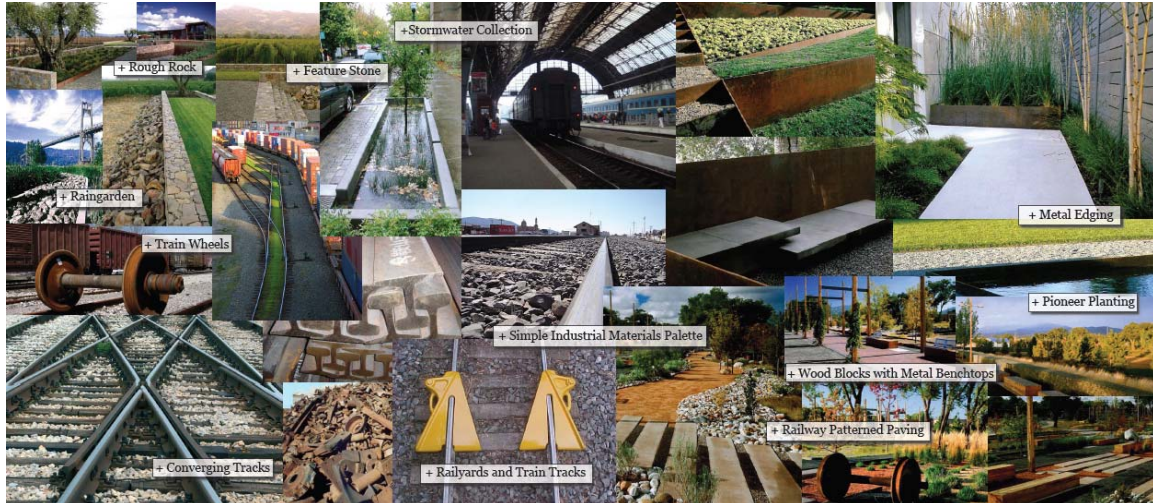 +Stormwater Collection
+ Rough Rock
+ Feature Stone
+ Raingarden
+ Metal Edging
+ Train Wheels
+ Pioneer Planting
+ Simple Industrial Materials Palette
+ Wood Blocks with Metal Benchtops
+ Railway Patterned Paving
+ Converging Tracks
+ Railyards and Train Tracks